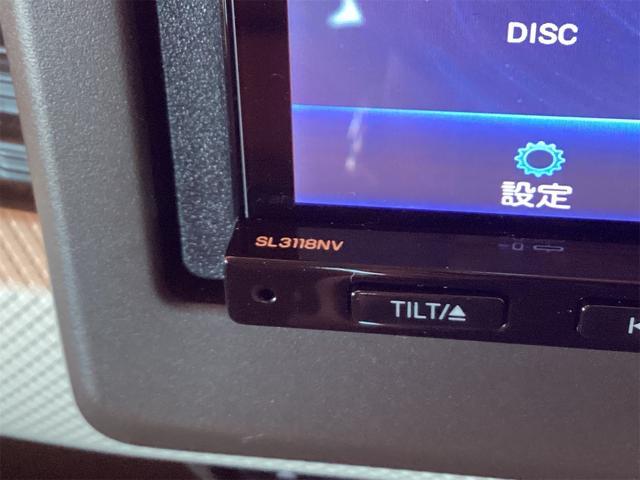 DISC
設定
SL3118NV
TILT/⏏